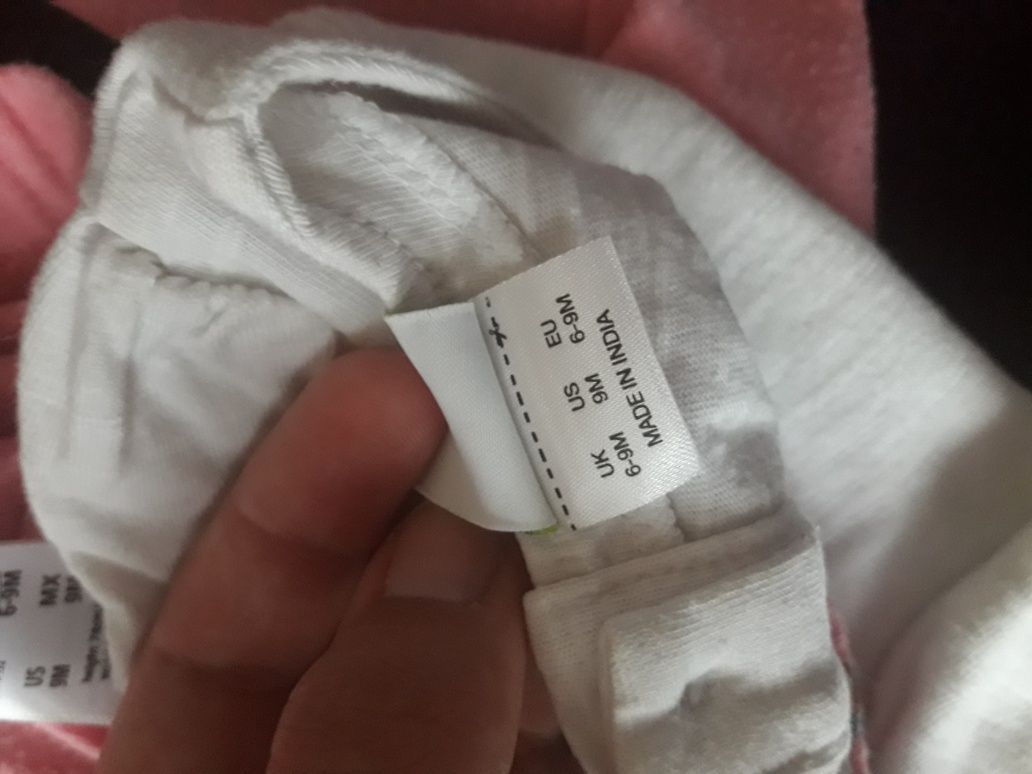 UK US EU
6-9M 9M 6-9M
MADE IN INDIA
6-9M
US MX
9M